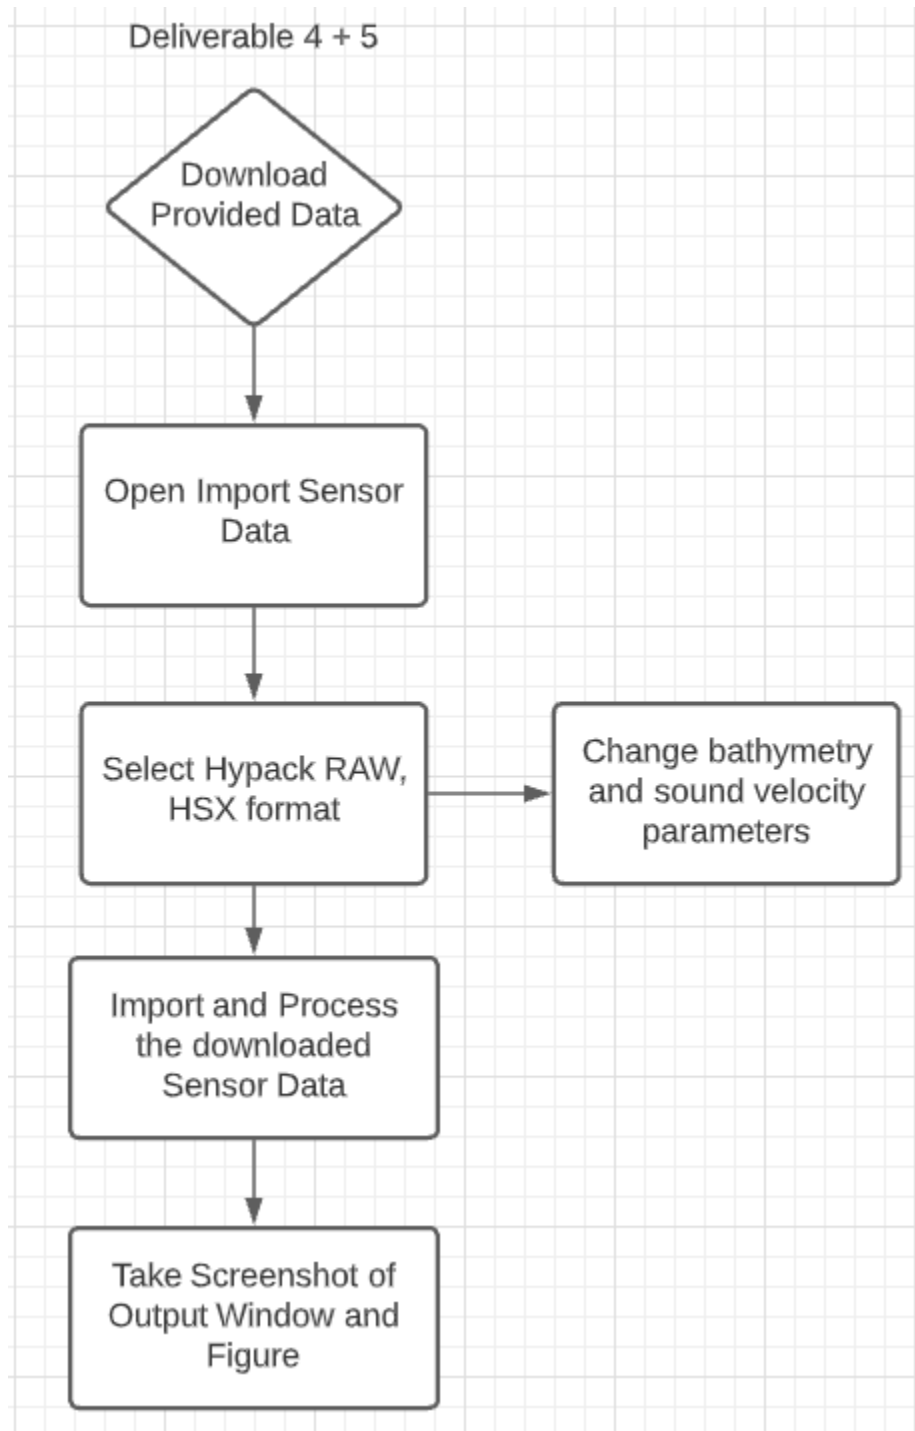 Deliverable 4 + 5
Download
Provided Data
Open Import Sensor
Data
Select Hypack RAW,
HSX format
Change bathymetry
and sound velocity
parameters
Import and Process
the downloaded
Sensor Data
Take Screenshot of
Output Window and
Figure